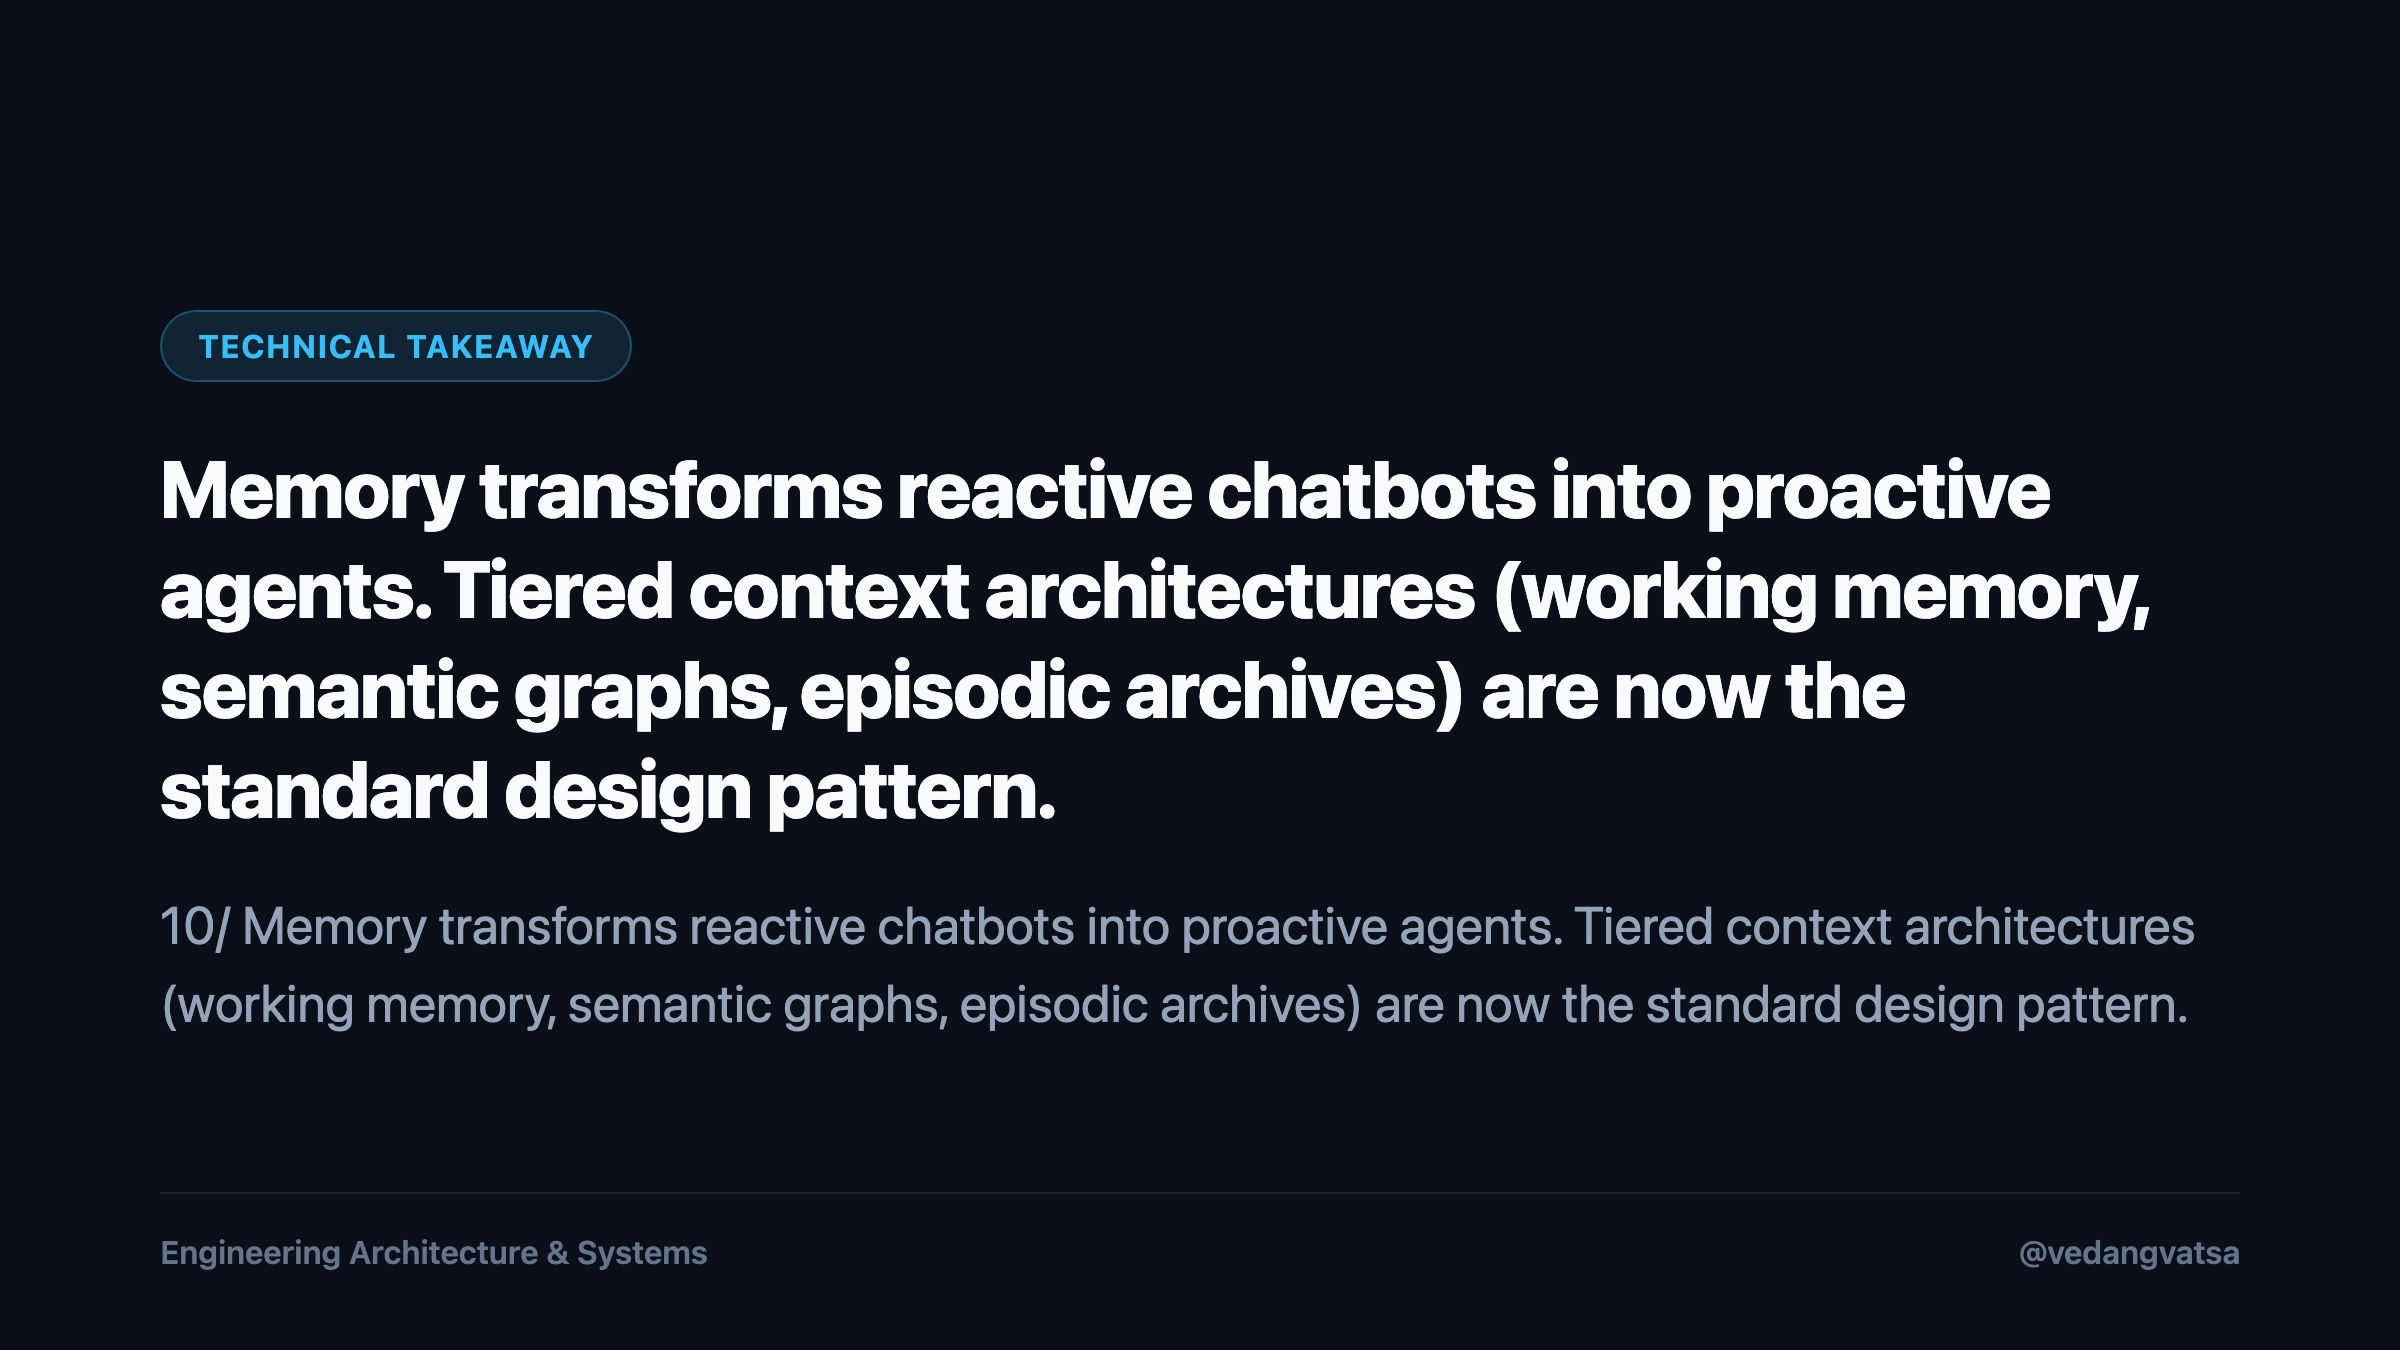 TECHNICAL TAKEAWAY
Memory transforms reactive chatbots into proactive
agents. Tiered context architectures (working memory,
semantic graphs, episodic archives) are now the
standard design pattern.
10/ Memory transforms reactive chatbots into proactive agents. Tiered context architectures
(working memory, semantic graphs, episodic archives) are now the standard design pattern.
Engineering Architecture & Systems
@vedangvatsa